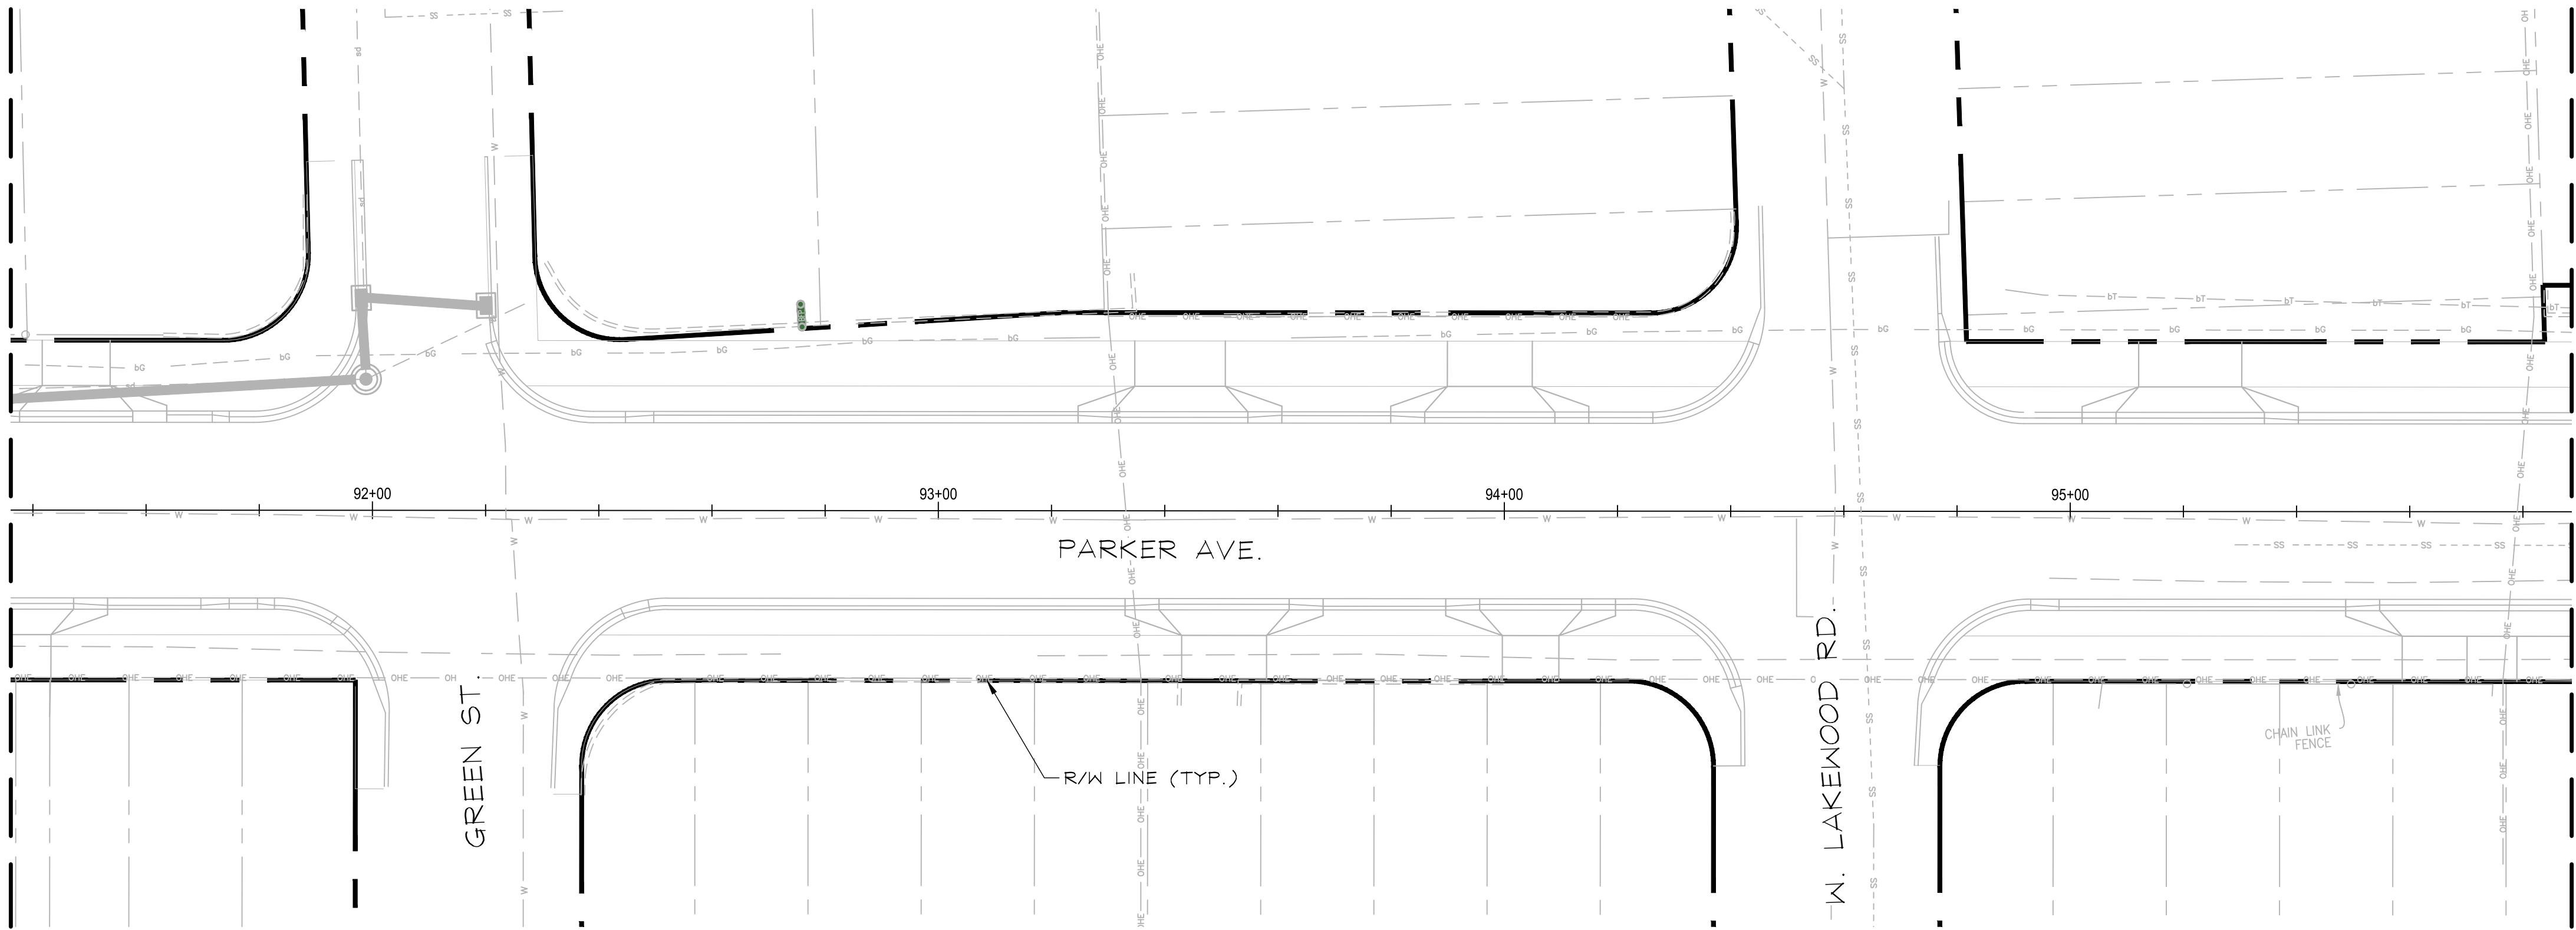 92+00
93+00
94+00
95+00
PARKER AVE.
GREEN ST.
W. LAKEWOOD RD.
R/W LINE (TYP.)
CHAIN LINK
FENCE